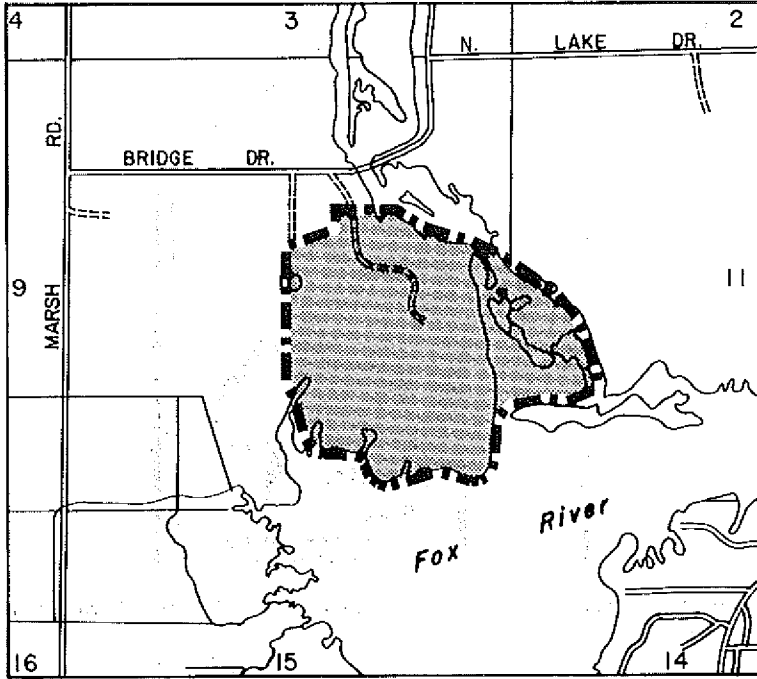 4 3 2
N. LAKE DR.
RD.
BRIDGE DR.
9 11
MARSH
River
Fox
16 15 14